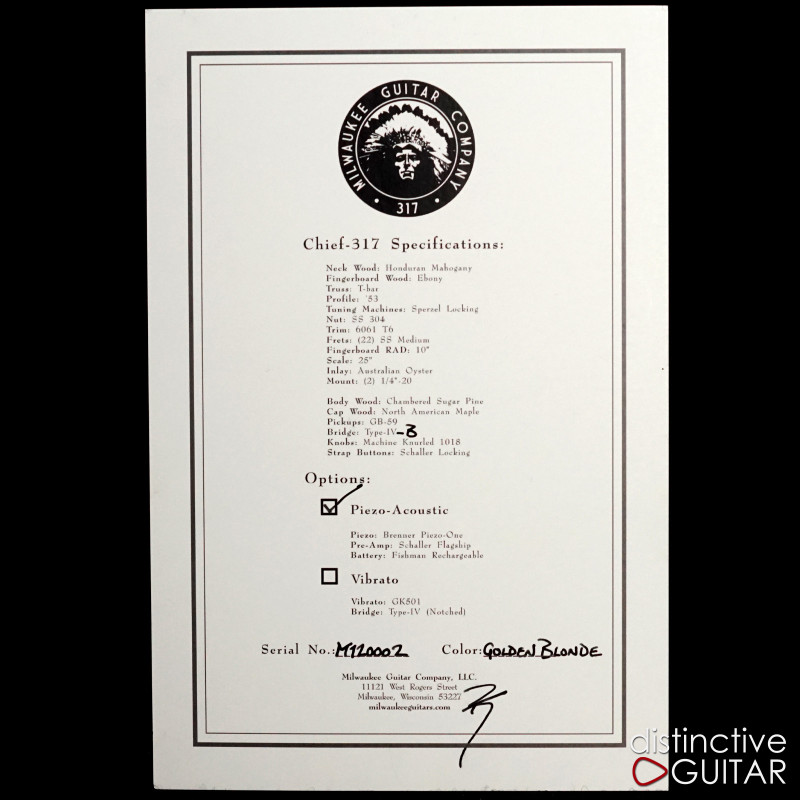 MILWAUKEE GUITAR COMPANY
• 317 •
Chief-317 Specifications:
Neck Wood: Honduran Mahogany
Fingerboard Wood: Ebony
Truss: T-bar
Profile: '53
Tuning Machines: Sperzel Locking
Nut: SS 304
Trim: 6061 T6
Frets: (22) SS Medium
Fingerboard RAD: 10"
Scale: 25"
Inlay: Australian Oyster
Mount: (2) 1/4"-20
Body Wood: Chambered Sugar Pine
Cap Wood: North American Maple
Pickups: GB-59
Bridge: Type-IV-B
Knobs: Machine Knurled 1018
Strap Buttons: Schaller Locking
Options:
Piezo-Acoustic
Piezo: Brenner Piezo-One
Pre-Amp: Schaller Flagship
Battery: Fishman Rechargeable
Vibrato
Vibrato: GK501
Bridge: Type-IV (Notched)
Serial No.: M120002 Color: GOLDEN BLONDE
Milwaukee Guitar Company, LLC.
11121 West Rogers Street
Milwaukee, Wisconsin 53227
milwaukeeguitars.com
distinctive
GUITAR